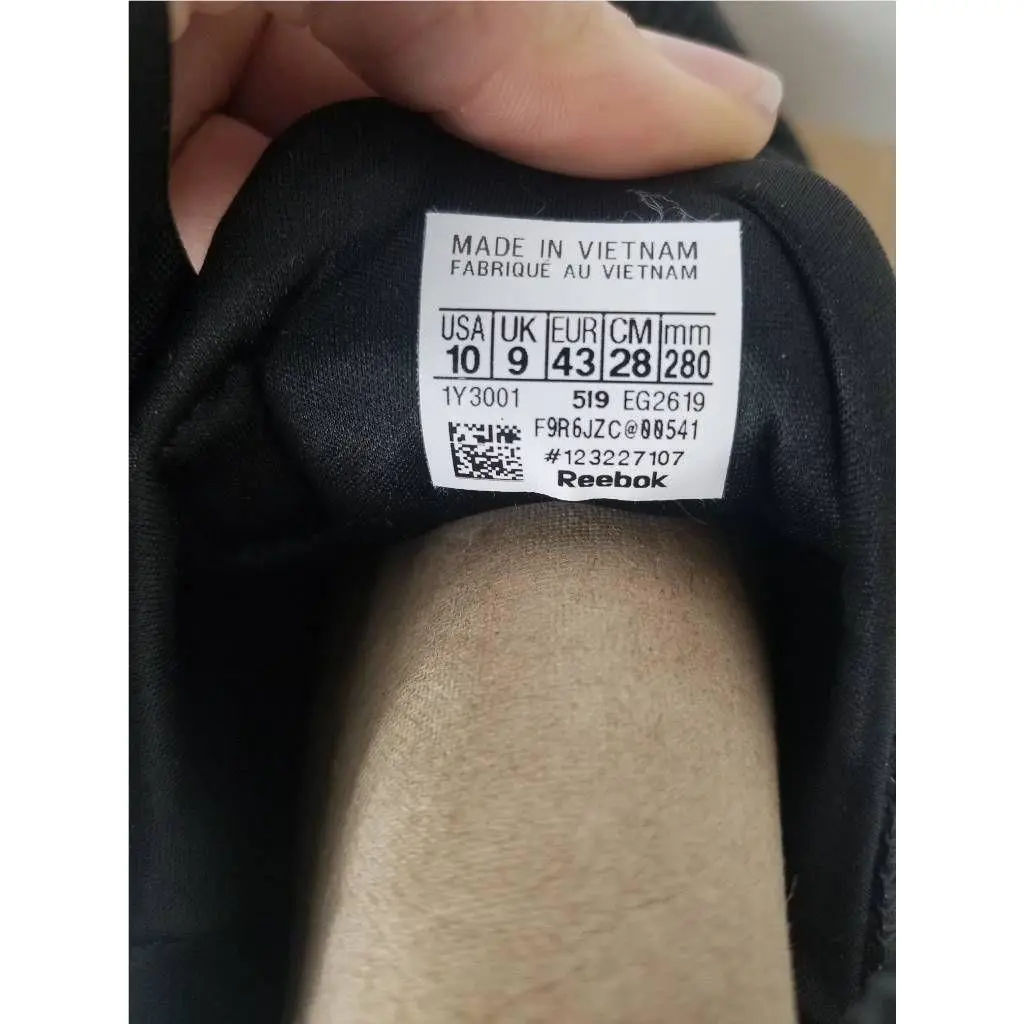 MADE IN VIETNAM
FABRIQUÉ AU VIETNAM
USA UK EUR CM mm
10 9 43 28 280
1Y3001 519 EG2619
F9R6JZC@00541
#123227107
Reebok